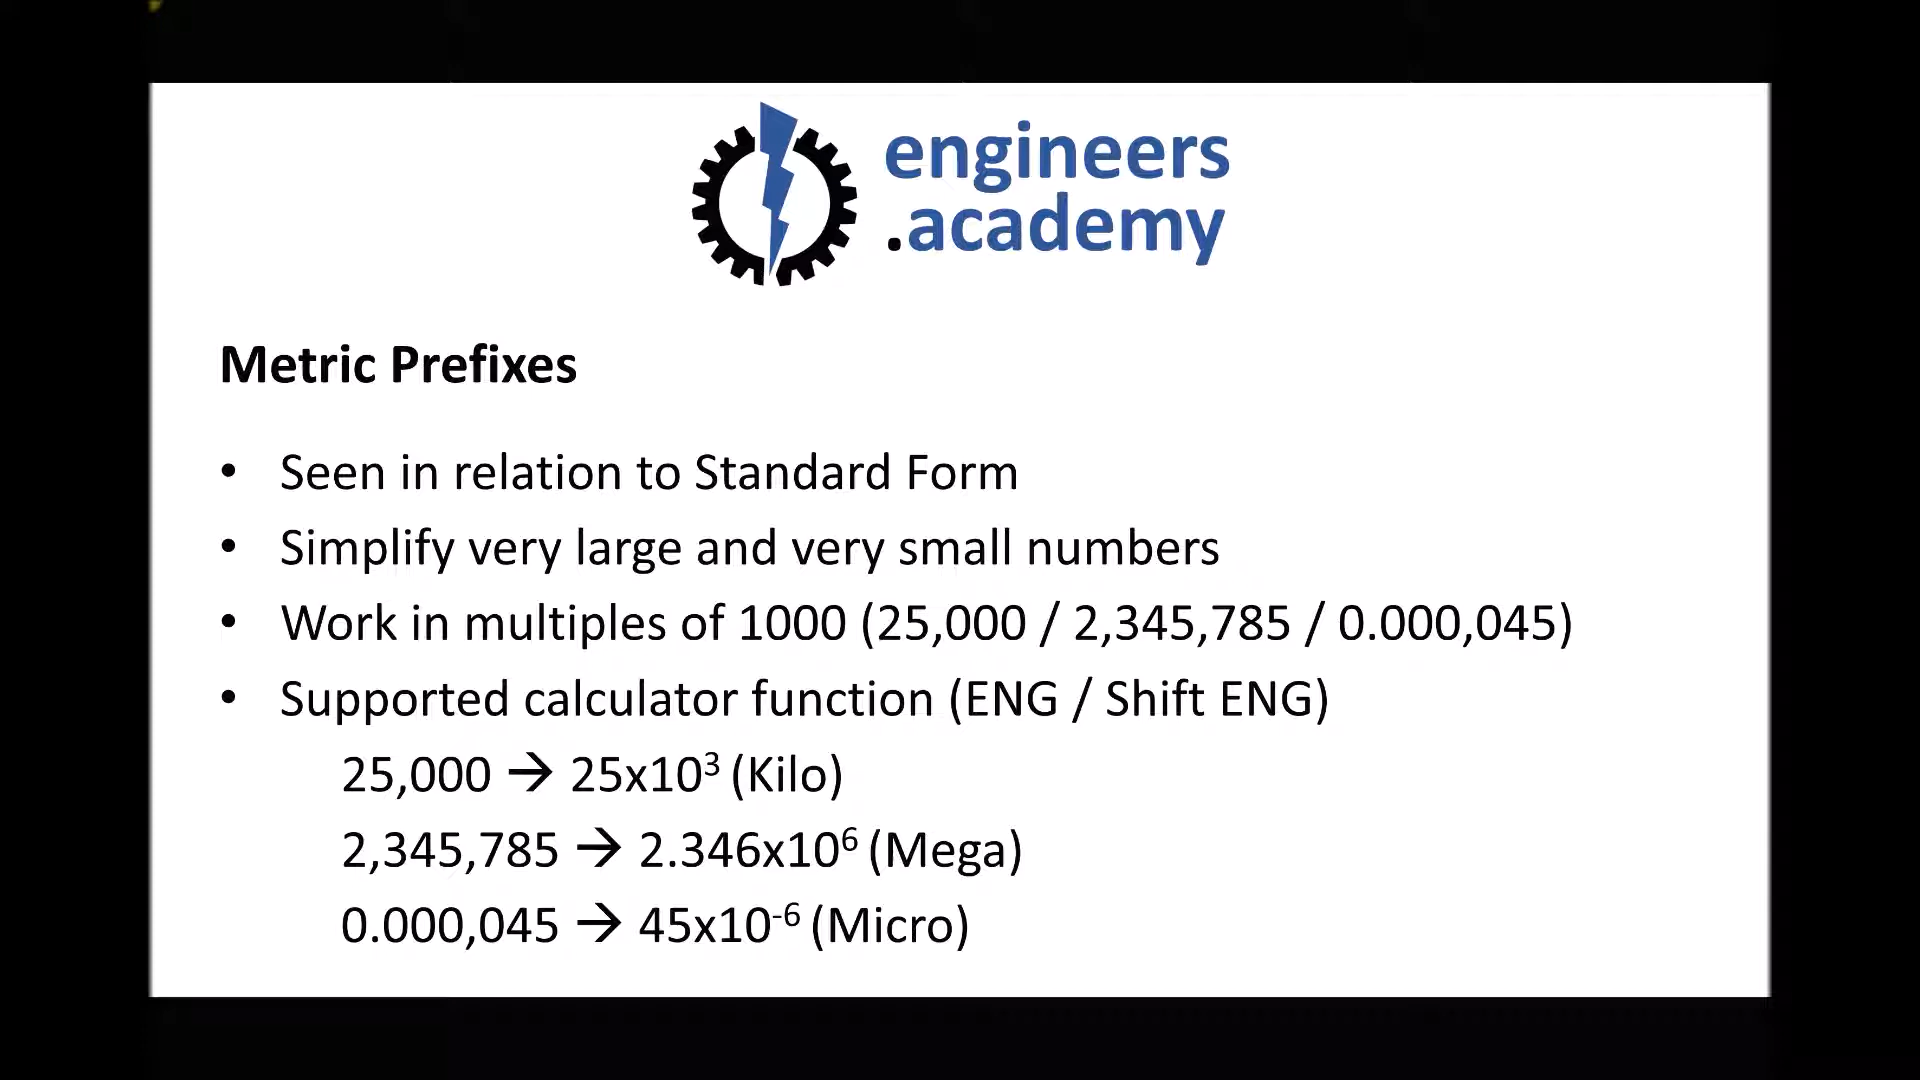 engineers
.academy
Metric Prefixes
• Seen in relation to Standard Form
• Simplify very large and very small numbers
• Work in multiples of 1000 (25,000 / 2,345,785 / 0.000,045)
• Supported calculator function (ENG / Shift ENG)
25,000 → 25x10³ (Kilo)
2,345,785 → 2.346x10⁶ (Mega)
0.000,045 → 45x10⁻⁶ (Micro)